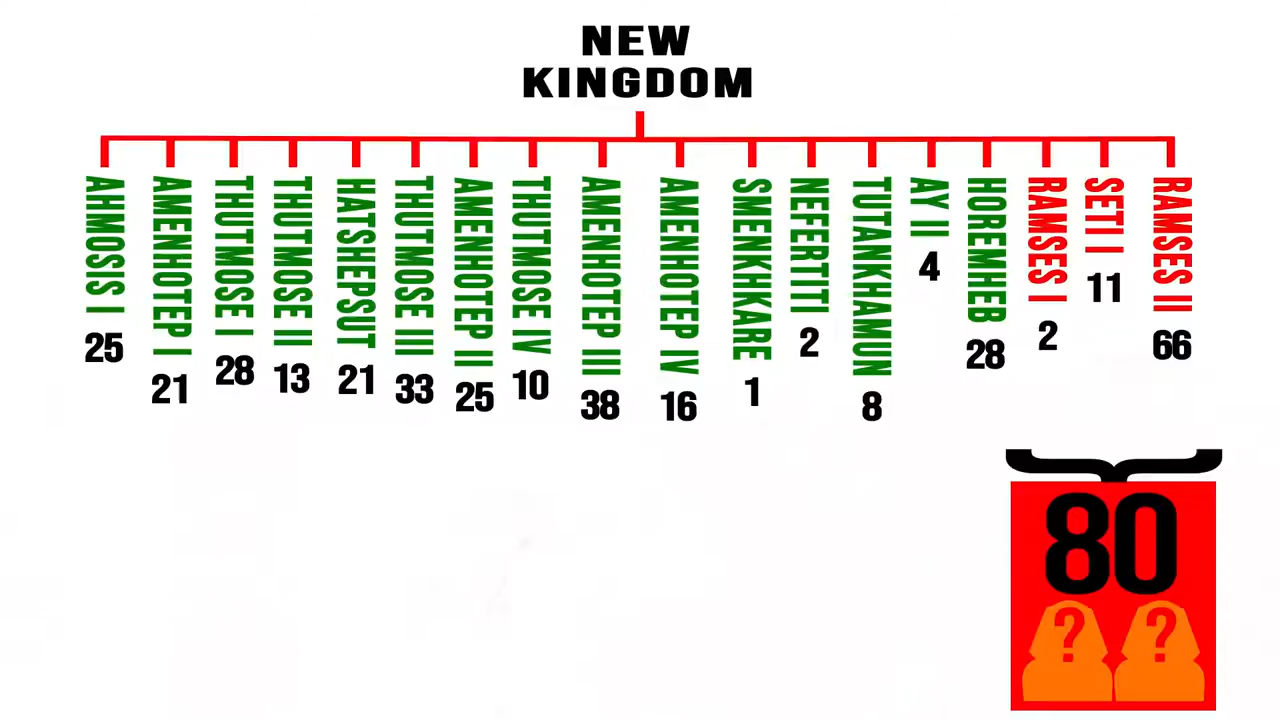 NEW
KINGDOM
AHMOSIS I
25
AMENHOTEP I
21
THUTMOSE I
28
THUTMOSE II
13
HATSHEPSUT
21
THUTMOSE III
33
AMENHOTEP II
25
THUTMOSE IV
10
AMENHOTEP III
38
AMENHOTEP IV
16
SMENKHKARE
1
NEFERTITI
2
TUTANKHAMUN
8
AY II
4
HOREMHEB
28
RAMSES I
2
SETI I
11
RAMSES II
66
80
? ?